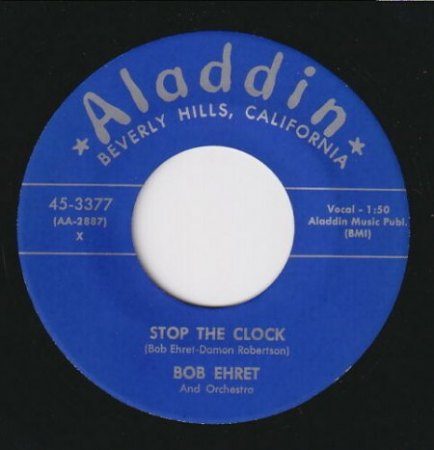 Aladdin
★ BEVERLY HILLS, CALIFORNIA ★
45-3377
(AA-2887)
X
Vocal - 1:50
Aladdin Music Publ.
(BMI)
STOP THE CLOCK
(Bob Ehret-Damon Robertson)
BOB EHRET
And Orchestra